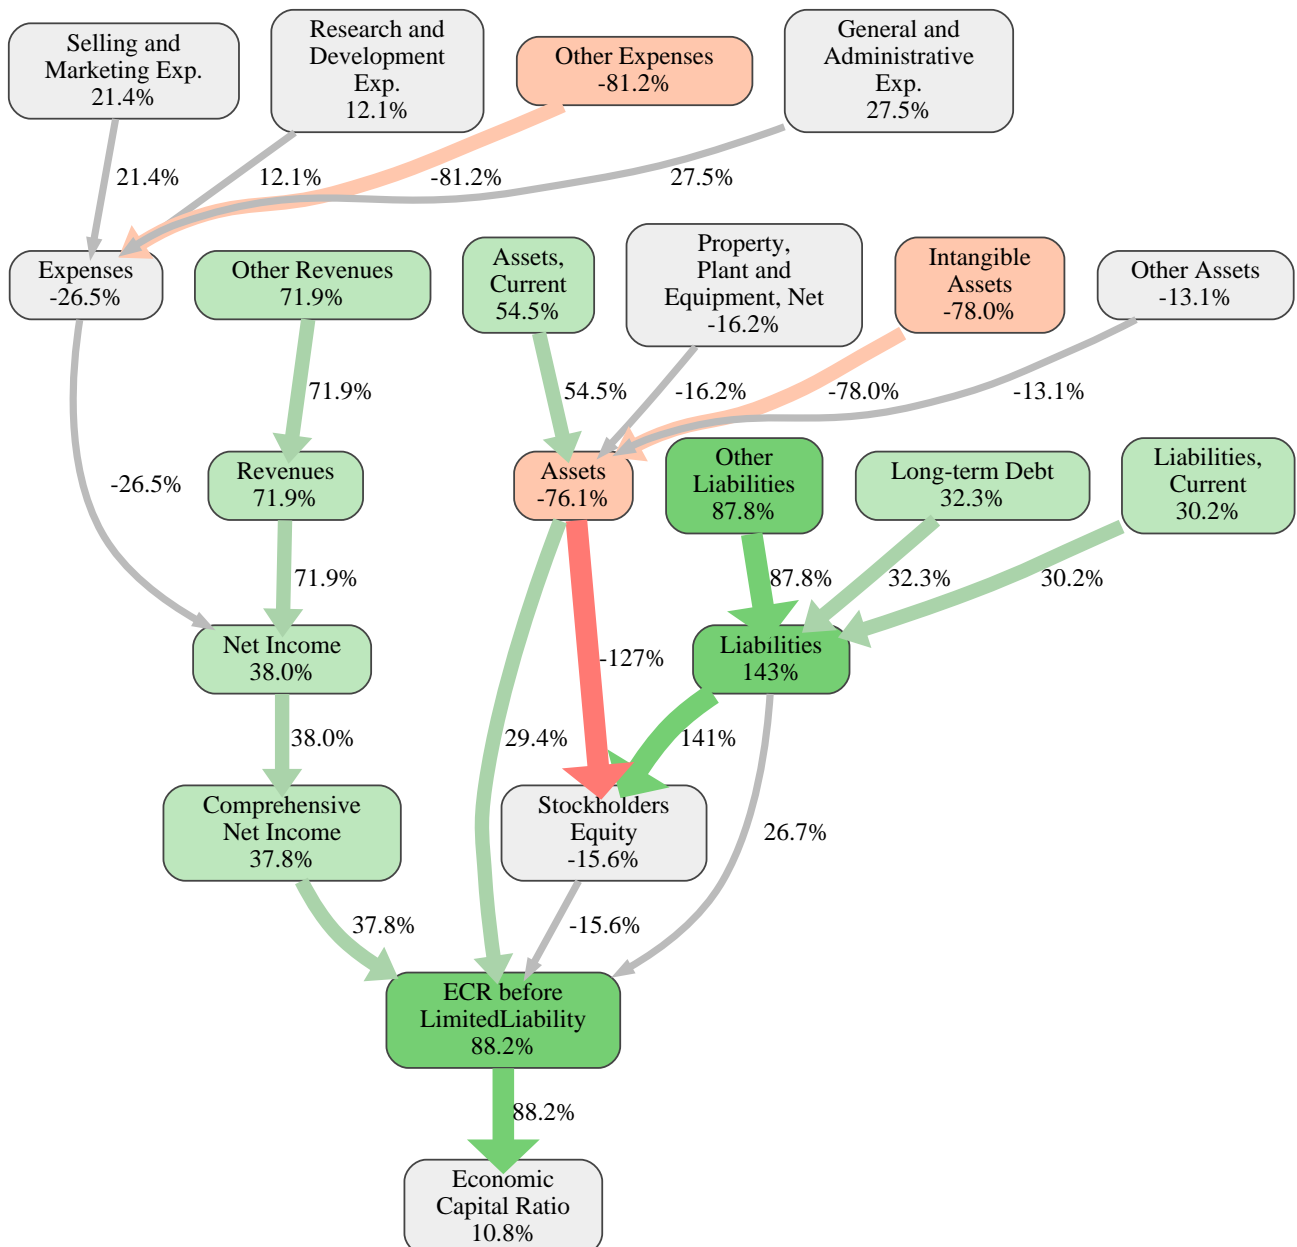 Selling and
Marketing Exp.
21.4%
Research and
Development
Exp.
12.1%
Other Expenses
-81.2%
General and
Administrative
Exp.
27.5%
21.4%
12.1%
-81.2%
27.5%
Expenses
-26.5%
Other Revenues
71.9%
Assets,
Current
54.5%
Property,
Plant and
Equipment, Net
-16.2%
Intangible
Assets
-78.0%
Other Assets
-13.1%
71.9%
54.5%
-16.2%
-78.0%
-13.1%
-26.5%
Revenues
71.9%
Assets
-76.1%
Other
Liabilities
87.8%
Long-term Debt
32.3%
Liabilities,
Current
30.2%
71.9%
87.8%
32.3%
30.2%
Net Income
38.0%
-127%
Liabilities
143%
38.0%
29.4%
141%
26.7%
Comprehensive
Net Income
37.8%
Stockholders
Equity
-15.6%
37.8%
-15.6%
ECR before
LimitedLiability
88.2%
88.2%
Economic
Capital Ratio
10.8%